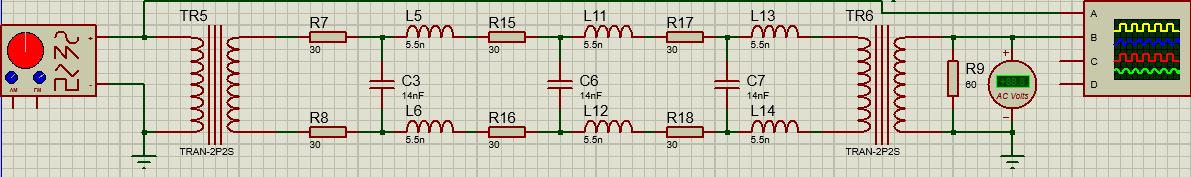 TR5 R7 L5 R15 L11 R17 L13 TR6 A
+ B
30 5.5n 30 5.5n 30 5.5n +
C3 C6 C7 R9 C
AM FM - 14nF 14nF 14nF 60 AC Volts D
R8 L6 R16 L12 R18 L14 -
30 5.5n 30 5.5n 30 5.5n
TRAN-2P2S TRAN-2P2S